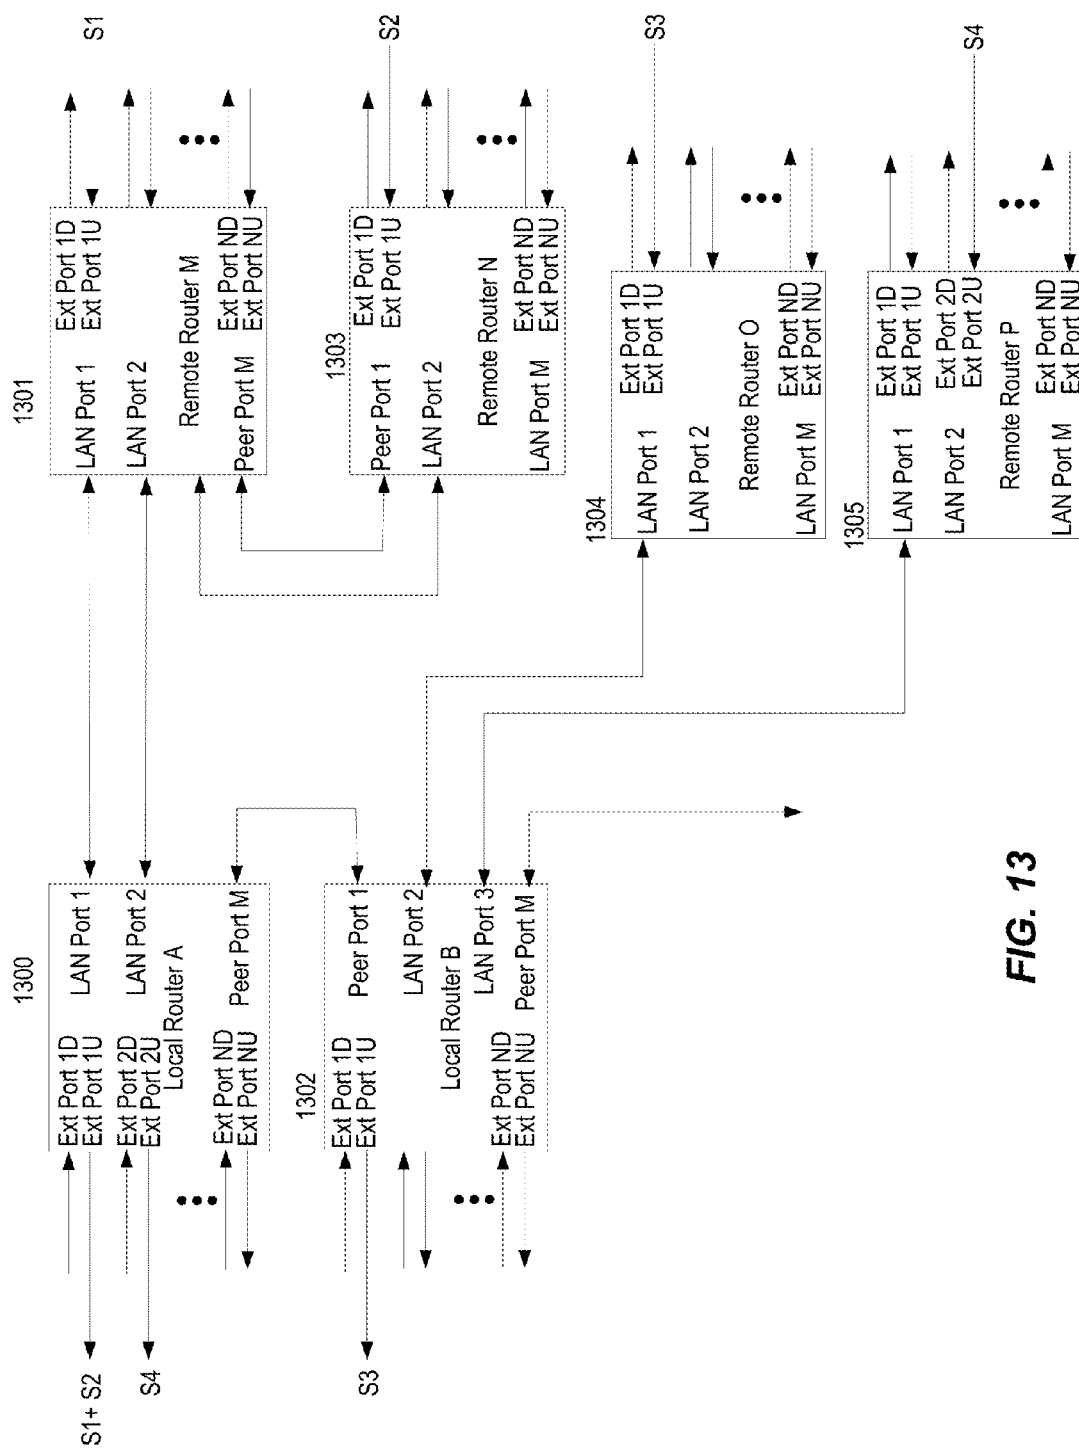 1300
Ext Port 1D
Ext Port 1U
Ext Port 2D
Ext Port 2U
Local Router A
Ext Port ND
Ext Port NU
LAN Port 1
LAN Port 2
Peer Port M
S1+ S2
S4
1302
Ext Port 1D
Ext Port 1U
Local Router B
Ext Port ND
Ext Port NU
Peer Port 1
LAN Port 2
LAN Port 3
Peer Port M
S3
1301
LAN Port 1
LAN Port 2
Remote Router M
Peer Port M
Ext Port 1D
Ext Port 1U
Ext Port ND
Ext Port NU
S1
1303
Peer Port 1
LAN Port 2
Remote Router N
LAN Port M
Ext Port 1D
Ext Port 1U
Ext Port ND
Ext Port NU
S2
1304
LAN Port 1
LAN Port 2
Remote Router O
LAN Port M
Ext Port 1D
Ext Port 1U
Ext Port ND
Ext Port NU
S3
1305
LAN Port 1
LAN Port 2
Remote Router P
LAN Port M
Ext Port 1D
Ext Port 1U
Ext Port 2D
Ext Port 2U
Ext Port ND
Ext Port NU
S4
FIG. 13